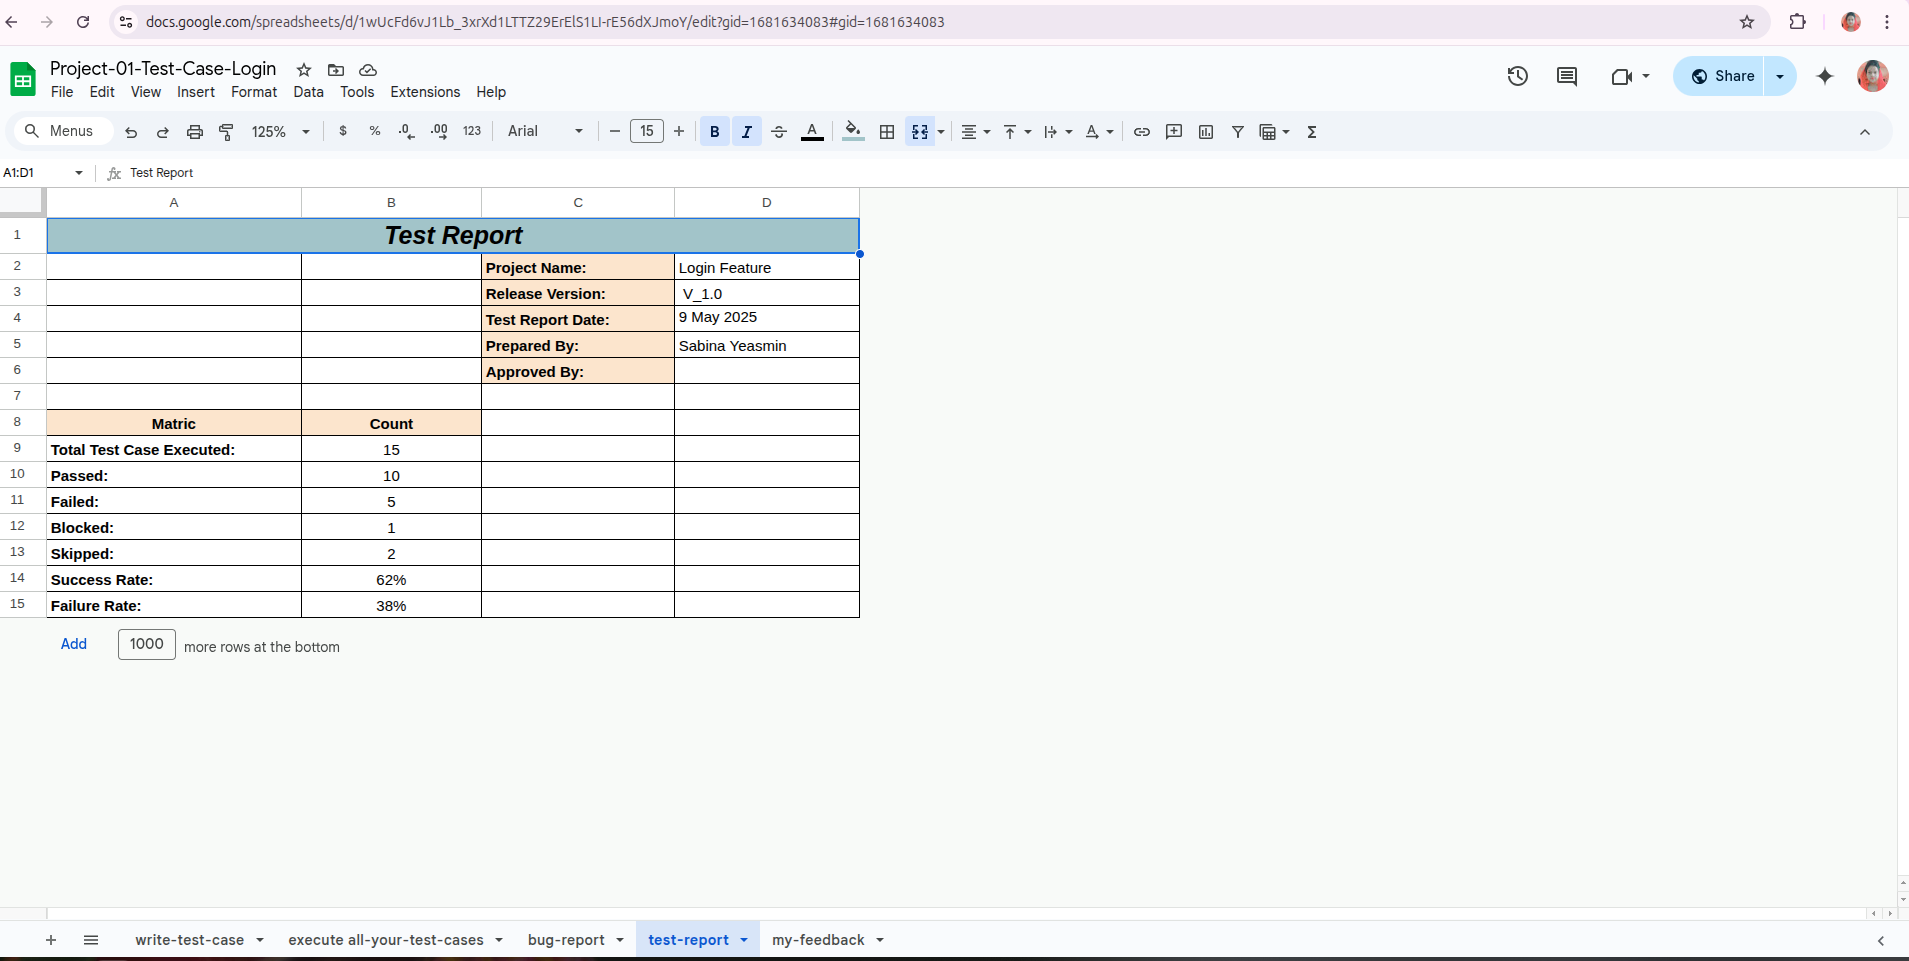 docs.google.com/spreadsheets/d/1wUcFd6vJ1Lb_3xrXd1LTTZ29ErElS1LI-rE56dXJmoY/edit?gid=1681634083#gid=1681634083
Project-01-Test-Case-Login
File Edit View Insert Format Data Tools Extensions Help
Share
Menus 125% $ % .0 .00 123 Arial 15 B I A A Σ
A1:D1 fx Test Report
A B C D
1 Test Report
2 Project Name: Login Feature
3 Release Version: V_1.0
4 Test Report Date: 9 May 2025
5 Prepared By: Sabina Yeasmin
6 Approved By:
7
8 Matric Count
9 Total Test Case Executed: 15
10 Passed: 10
11 Failed: 5
12 Blocked: 1
13 Skipped: 2
14 Success Rate: 62%
15 Failure Rate: 38%
Add 1000 more rows at the bottom
write-test-case execute all-your-test-cases bug-report test-report my-feedback